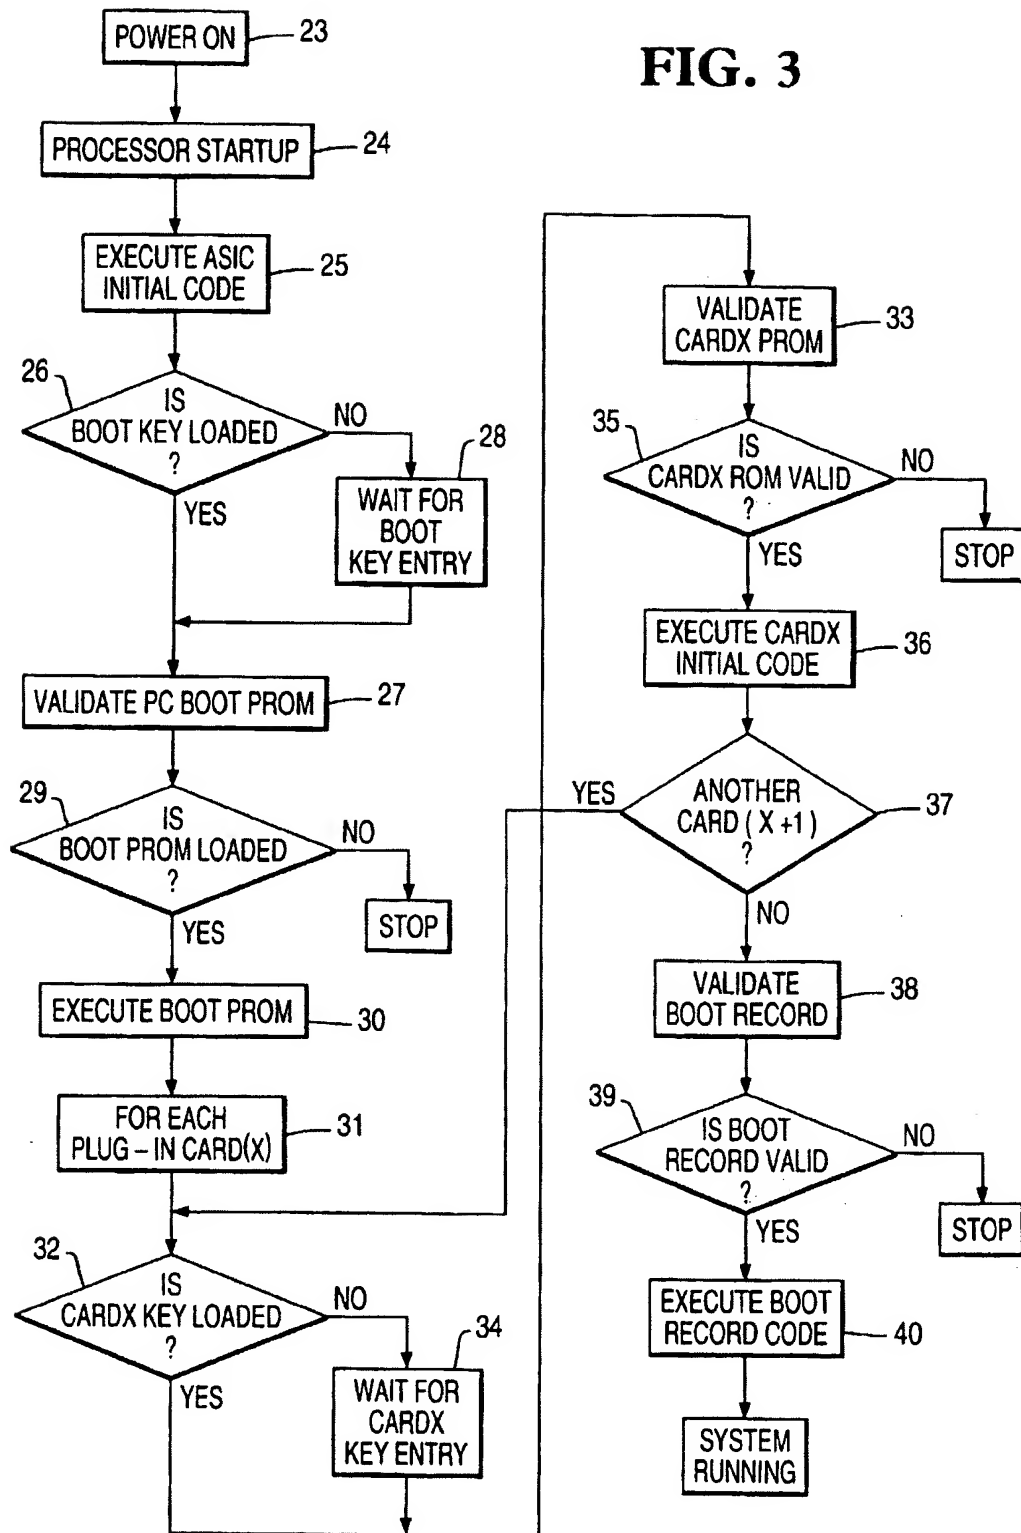 FIG. 3
POWER ON
23
PROCESSOR STARTUP
24
EXECUTE ASIC
INITIAL CODE
25
26
IS
BOOT KEY LOADED
?
NO
YES
28
WAIT FOR
BOOT
KEY ENTRY
VALIDATE PC BOOT PROM
27
29
IS
BOOT PROM LOADED
?
NO
YES
STOP
EXECUTE BOOT PROM
30
FOR EACH
PLUG – IN CARD(X)
31
32
IS
CARDX KEY LOADED
?
NO
YES
34
WAIT FOR
CARDX
KEY ENTRY
VALIDATE
CARDX PROM
33
35
IS
CARDX ROM VALID
?
NO
YES
STOP
EXECUTE CARDX
INITIAL CODE
36
YES
ANOTHER
CARD ( X +1 )
?
37
NO
VALIDATE
BOOT RECORD
38
39
IS BOOT
RECORD VALID
?
NO
YES
STOP
EXECUTE BOOT
RECORD CODE
40
SYSTEM
RUNNING